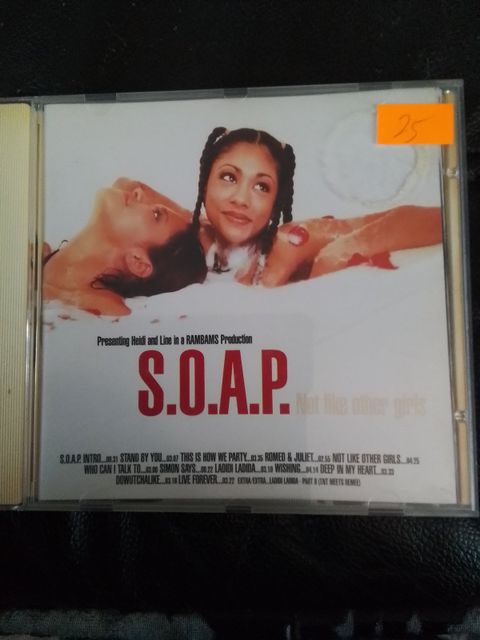 25
Presenting Heidi and Line in a RAMBAMS Production
S.O.A.P. Not like other girls
S.O.A.P. INTRO....00.31 STAND BY YOU....03.07 THIS IS HOW WE PARTY....03.35 ROMEO & JULIET....02.55 NOT LIKE OTHER GIRLS....04.25
WHO CAN I TALK TO....03.00 SIMON SAYS....00.22 LADIDI LADIDA....03.10 WISHING....04.14 DEEP IN MY HEART....03.33
DOWUTCHALIKE....03.18 LIVE FOREVER....03.22 EXTRA/EXTRA...LADIDI LADIDA - PART II (TNT MEETS REMEE)